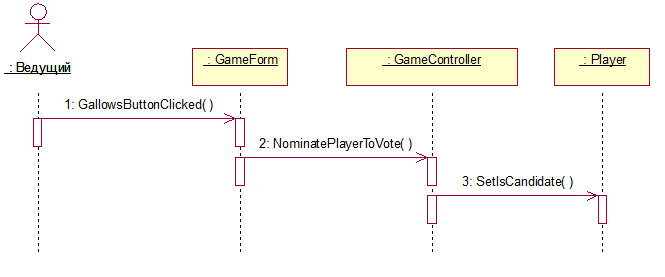 : Ведущий
: GameForm
: GameController
: Player
1: GallowsButtonClicked( )
2: NominatePlayerToVote( )
3: SetIsCandidate( )